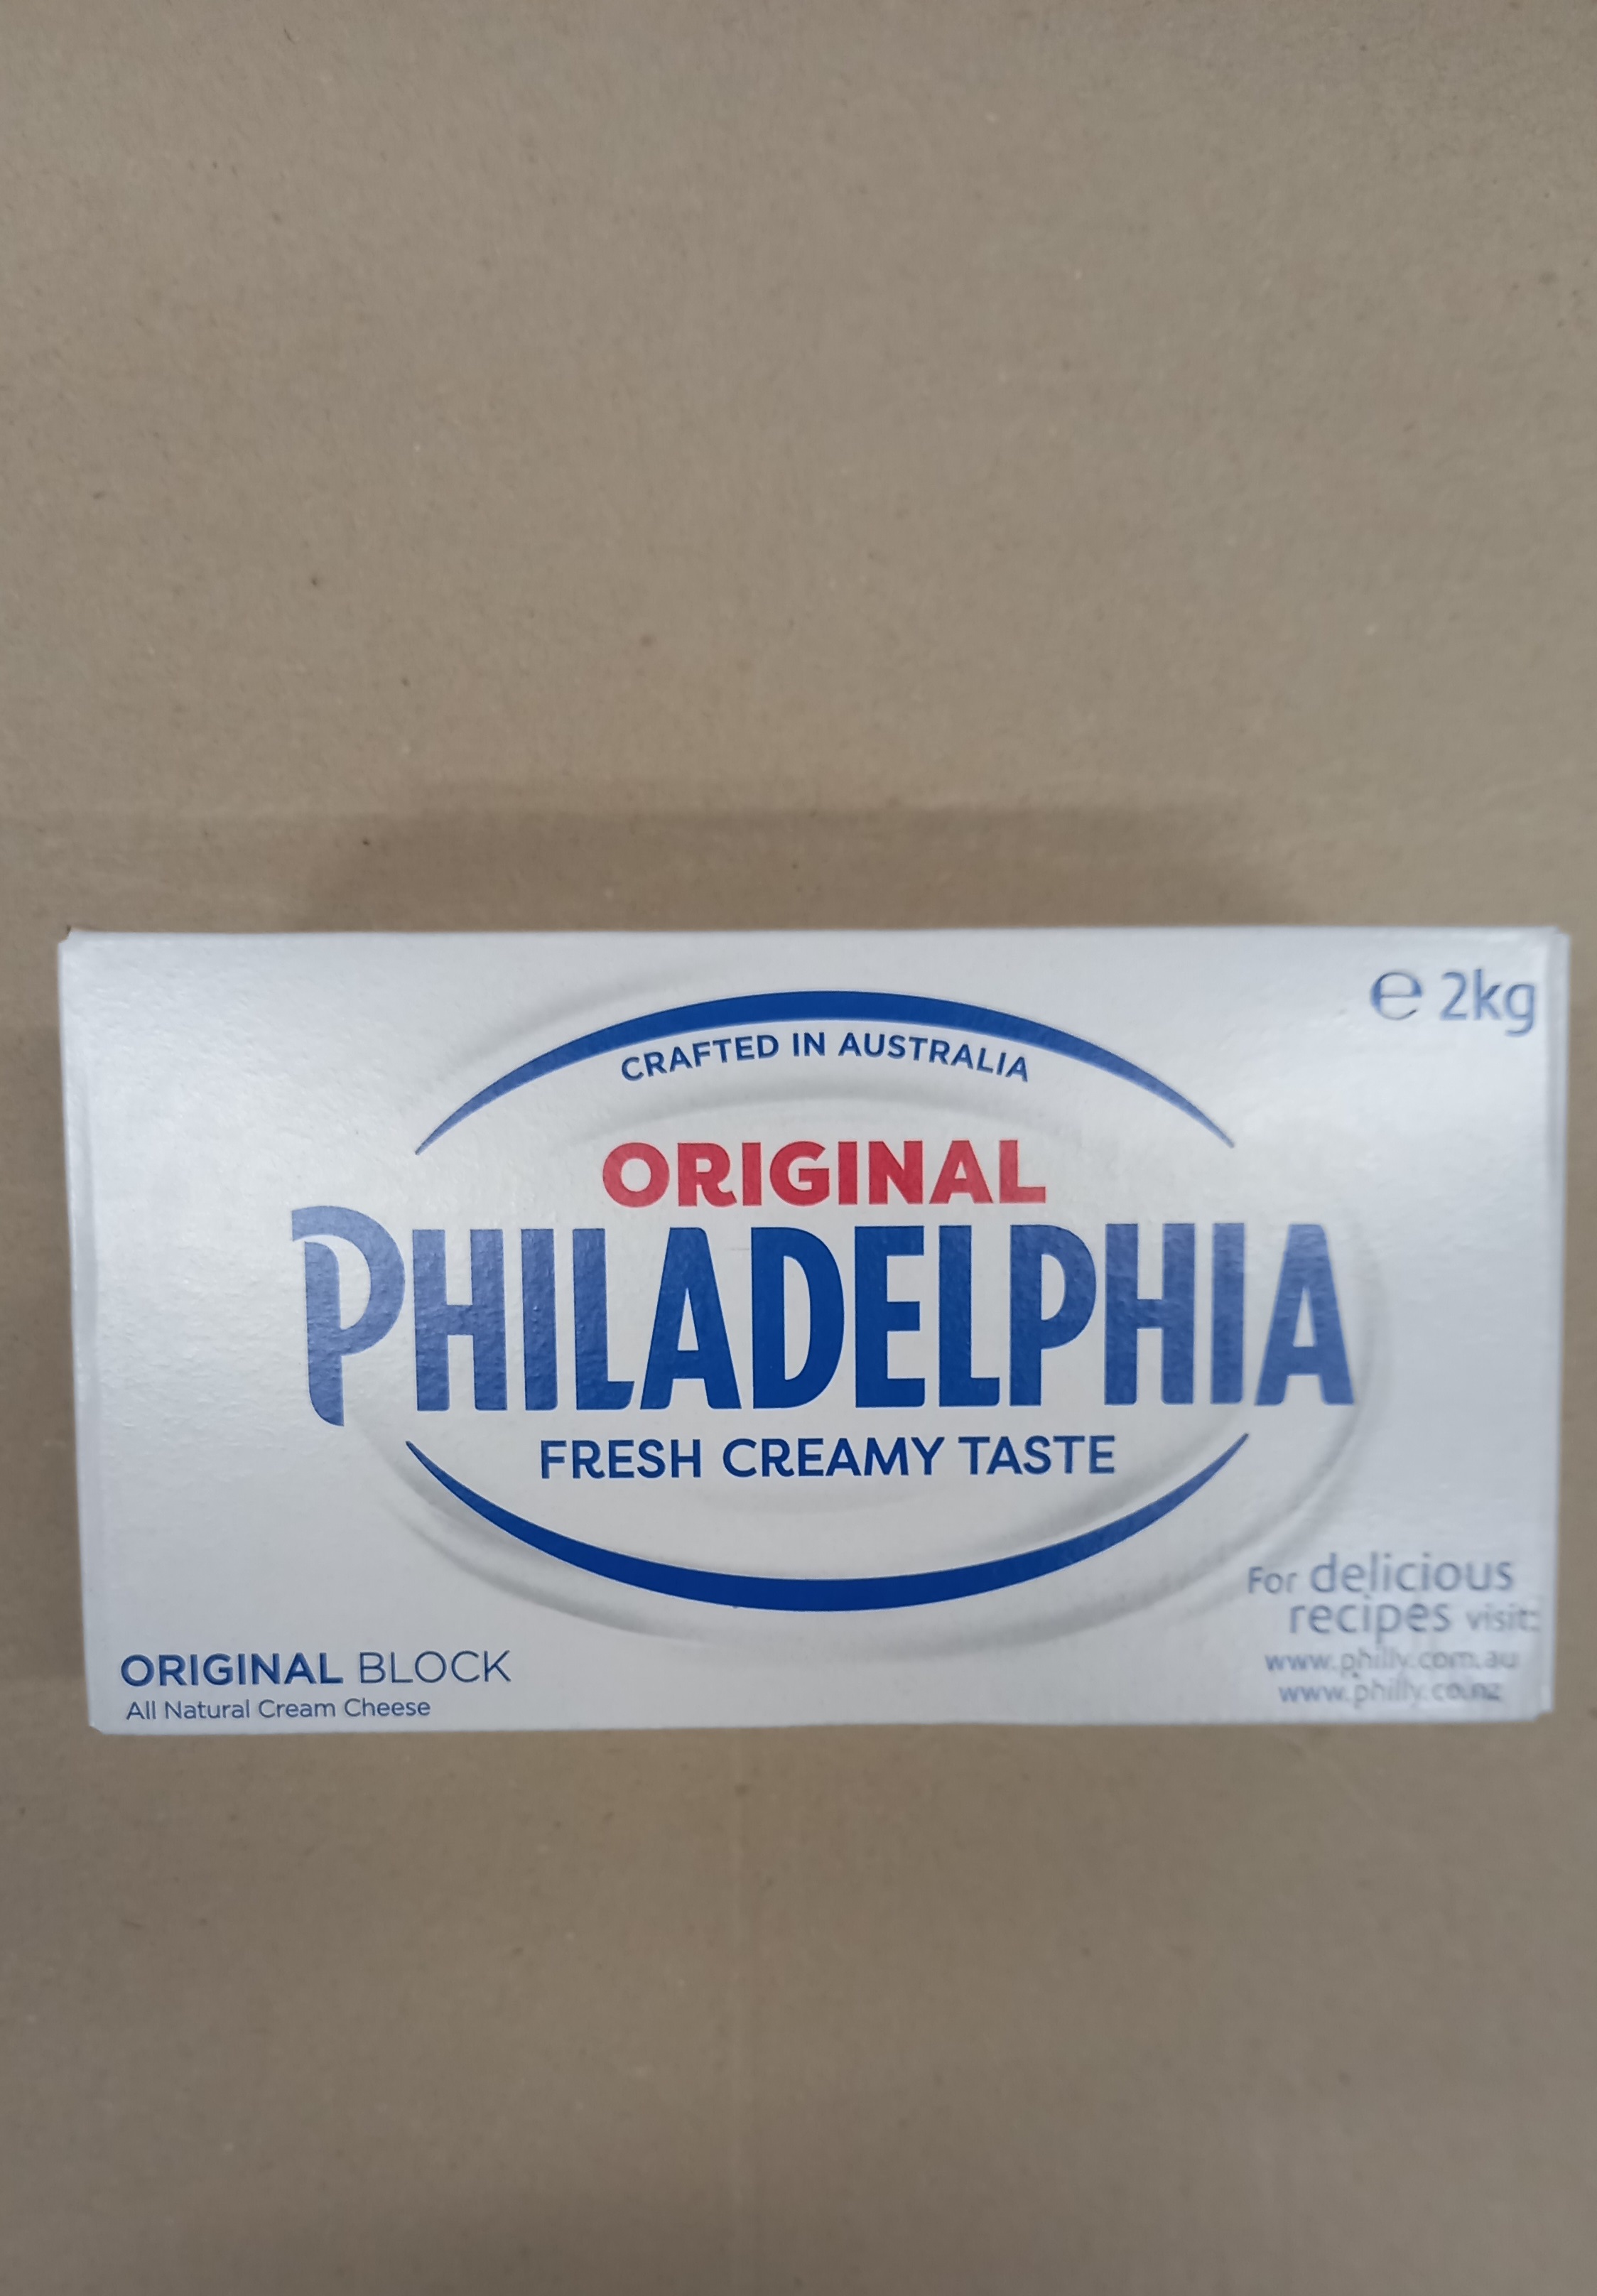 ℮ 2kg
CRAFTED IN AUSTRALIA
ORIGINAL
PHILADELPHIA
FRESH CREAMY TASTE
For delicious
recipes visit:
www.philly.com.au
www.philly.co.nz
ORIGINAL BLOCK
All Natural Cream Cheese